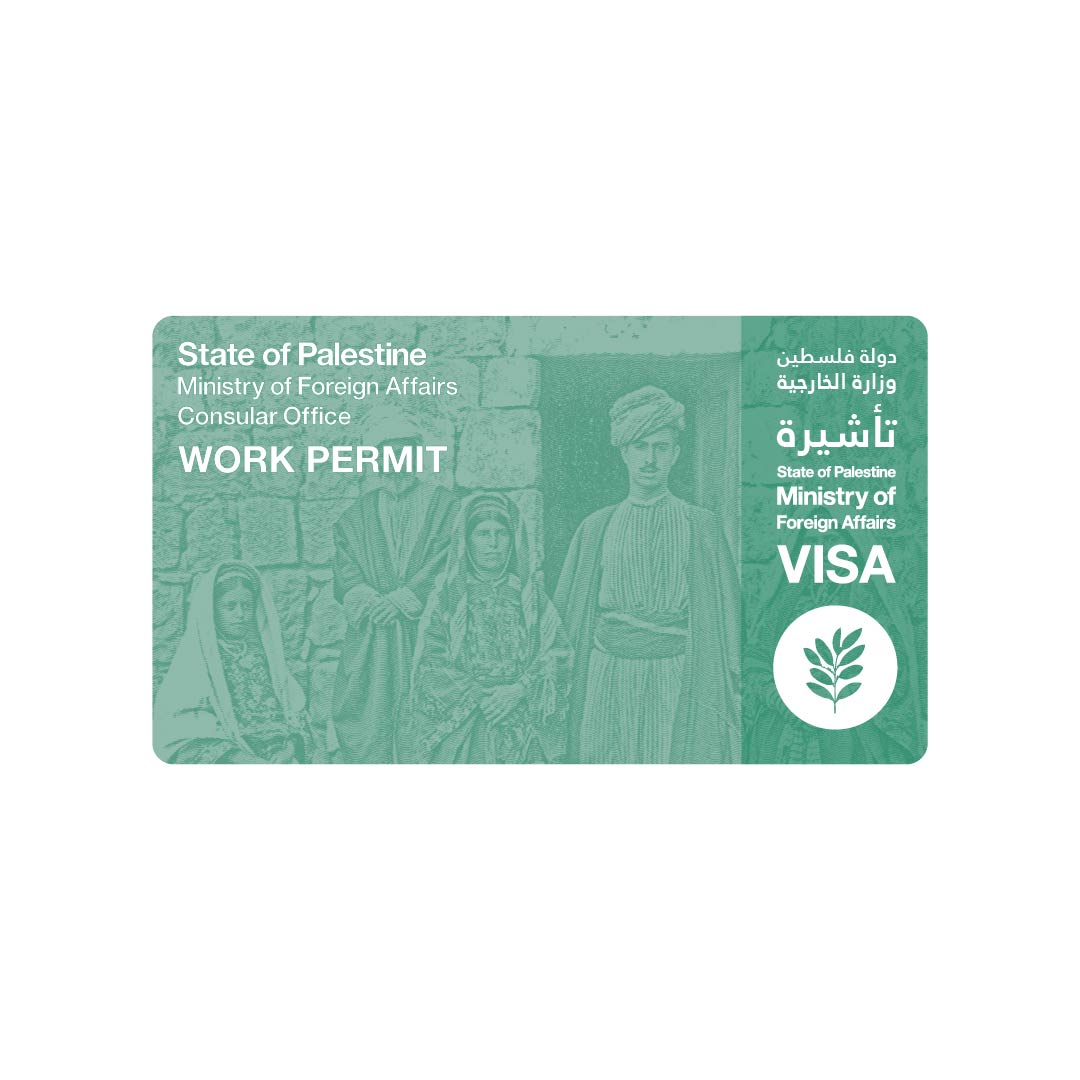 State of Palestine
Ministry of Foreign Affairs
Consular Office
WORK PERMIT
دولة فلسطين
وزارة الخارجية
تأشيرة
State of Palestine
Ministry of
Foreign Affairs
VISA